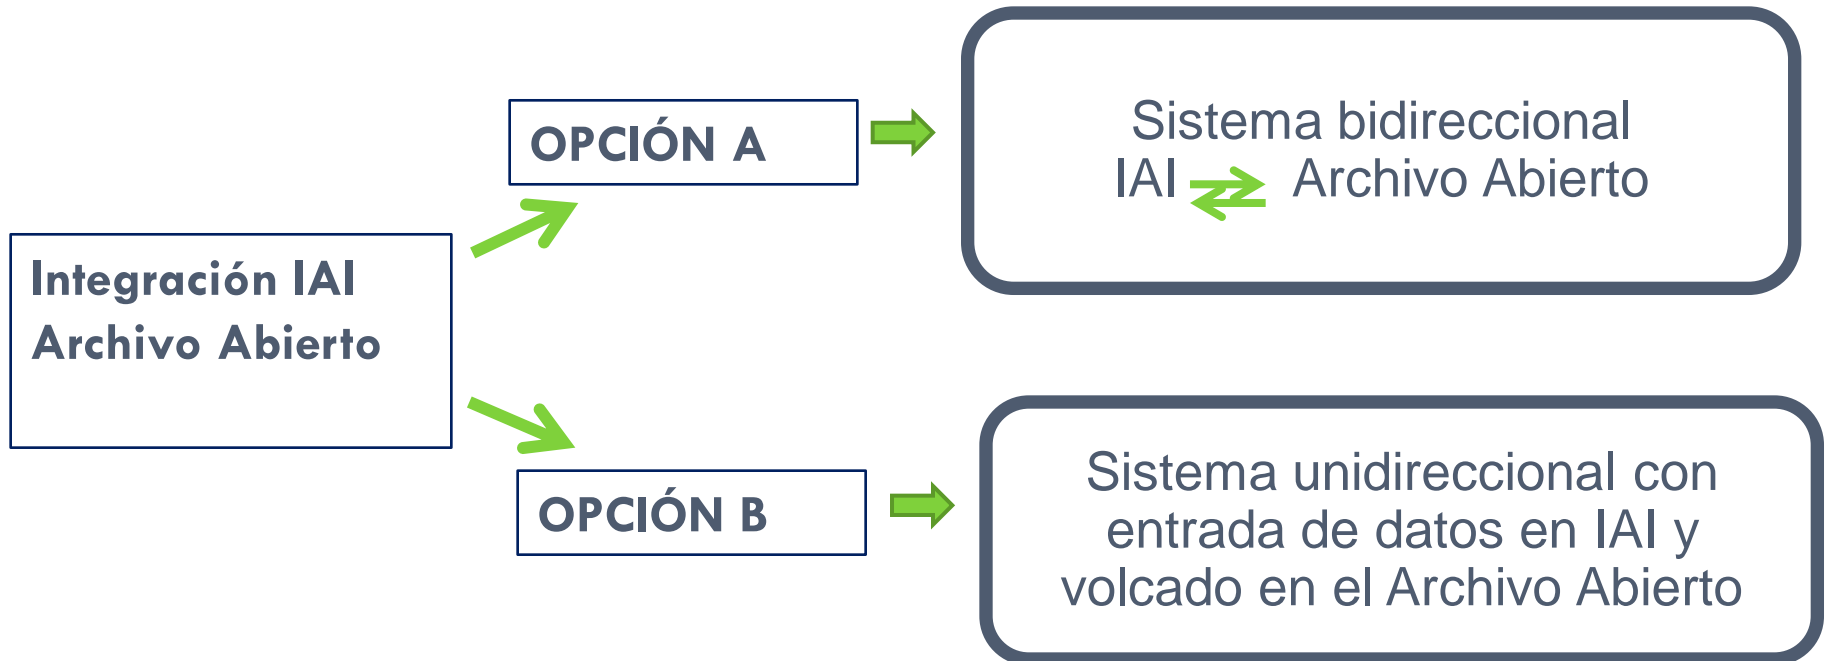 Integración IAI
Archivo Abierto
OPCIÓN A
Sistema bidireccional
IAI Archivo Abierto
OPCIÓN B
Sistema unidireccional con
entrada de datos en IAI y
volcado en el Archivo Abierto